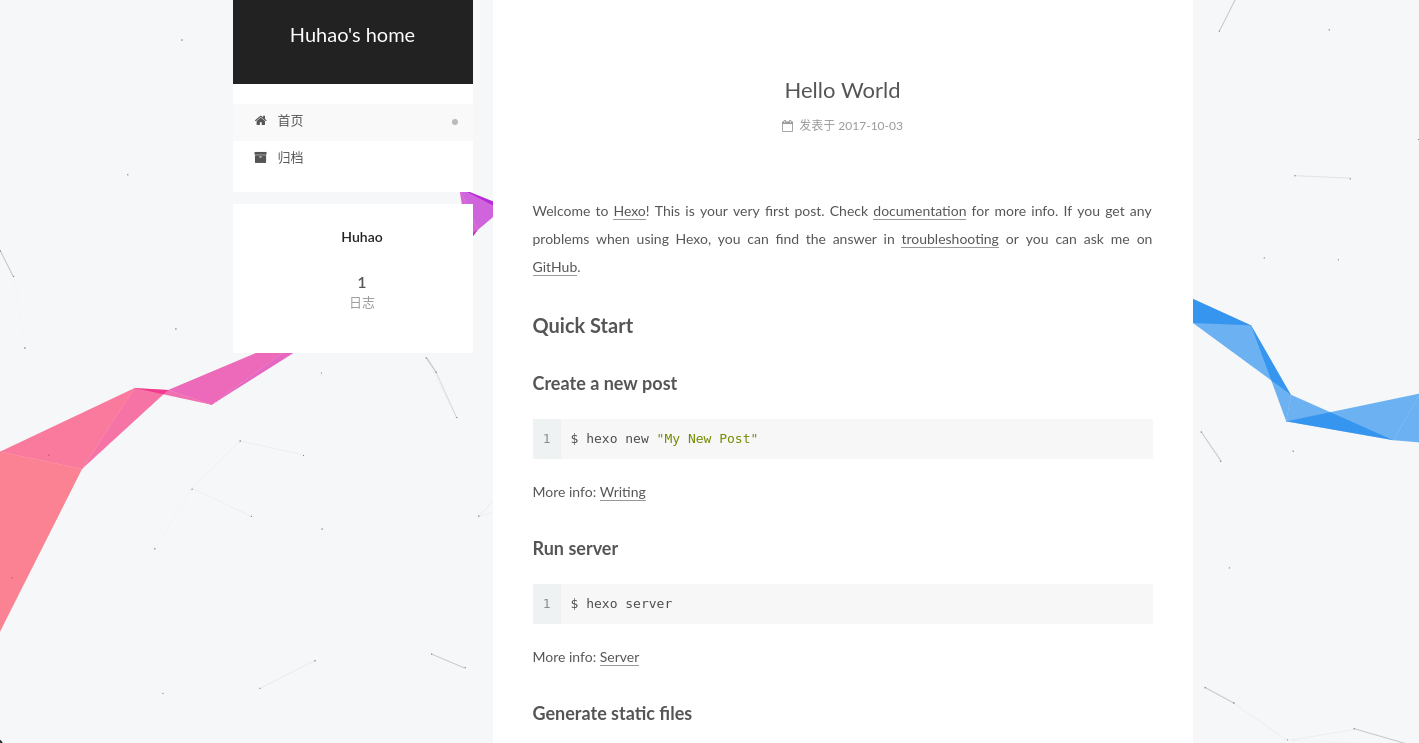 Huhao's home
首页
归档
Huhao
1
日志
Hello World
发表于 2017-10-03
Welcome to Hexo! This is your very first post. Check documentation for more info. If you get any
problems when using Hexo, you can find the answer in troubleshooting or you can ask me on
GitHub.
Quick Start
Create a new post
1 $ hexo new "My New Post"
More info: Writing
Run server
1 $ hexo server
More info: Server
Generate static files